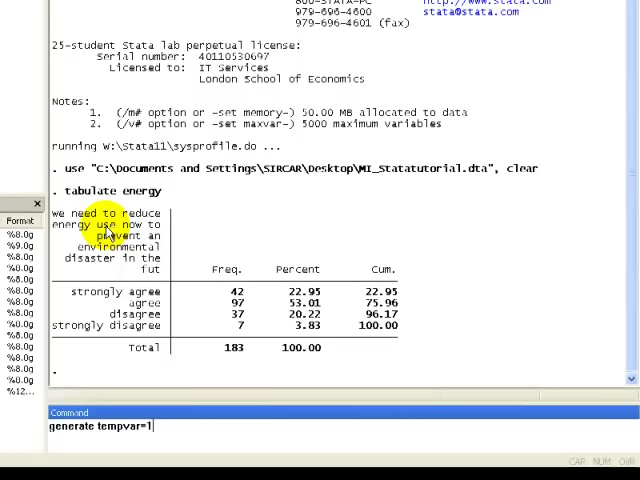 800-STATA-PC http://www.stata.com
979-696-4600 stata@stata.com
979-696-4601 (fax)
25-student Stata lab perpetual license:
Serial number: 40110530697
Licensed to: IT Services
London School of Economics
Notes:
1. (/m# option or -set memory-) 50.00 MB allocated to data
2. (/v# option or -set maxvar-) 5000 maximum variables
running W:\Stata11\sysprofile.do ...
. use "C:\Documents and Settings\SIRCAR\Desktop\MI_Statatutorial.dta", clear
. tabulate energy
we need to reduce
energy use now to
prevent an
environmental
disaster in the
fut Freq. Percent Cum.
strongly agree 42 22.95 22.95
agree 97 53.01 75.96
disagree 37 20.22 96.17
strongly disagree 7 3.83 100.00
Total 183 100.00
.
Format
%8.0g
%9.0g
%8.0g
%8.0g
%8.0g
%8.0g
%8.0g
%8.0g
%8.0g
%8.0g
%8.0g
%8.0g
%8.0g
%8.0g
%12...
Command
generate tempvar=1
CAP NUM OVR